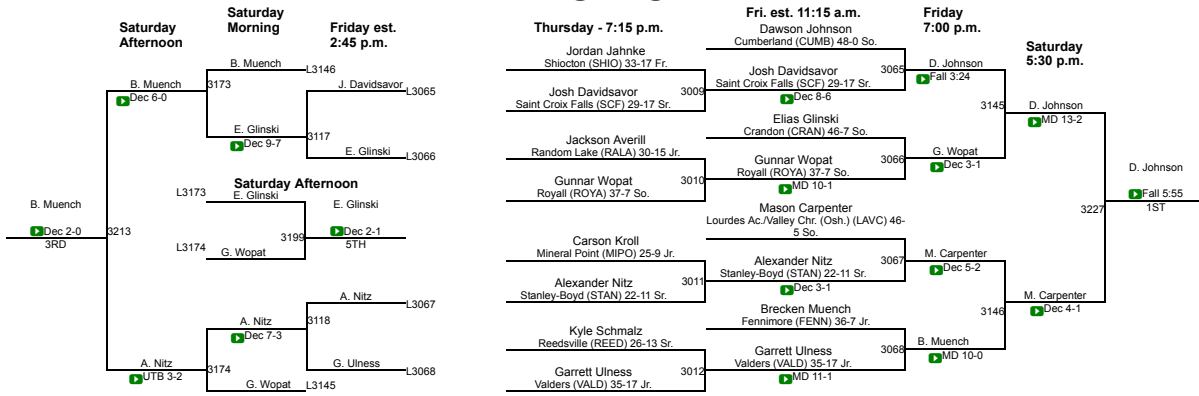 Saturday
Afternoon
Saturday
Morning
Friday est.
2:45 p.m.
Thursday - 7:15 p.m.
Fri. est. 11:15 a.m.
Friday
7:00 p.m.
Saturday
5:30 p.m.
B. Muench
Dec 2-0
3RD
3213
B. Muench
Dec 6-0
3173
B. Muench
L3146
E. Glinski
Dec 9-7
3117
J. Davidsavor
L3065
E. Glinski
L3066
Saturday Afternoon
L3173
E. Glinski
L3174
G. Wopat
3199
E. Glinski
Dec 2-1
5TH
A. Nitz
UTB 3-2
3174
A. Nitz
Dec 7-3
3118
G. Wopat
L3145
A. Nitz
L3067
G. Ulness
L3068
Jordan Jahnke
Shiocton (SHIO) 33-17 Fr.
3009
Josh Davidsavor
Saint Croix Falls (SCF) 29-17 Sr.
Jackson Averill
Random Lake (RALA) 30-15 Jr.
3010
Gunnar Wopat
Royall (ROYA) 37-7 So.
Carson Kroll
Mineral Point (MIPO) 25-9 Jr.
3011
Alexander Nitz
Stanley-Boyd (STAN) 22-11 Sr.
Kyle Schmalz
Reedsville (REED) 26-13 Sr.
3012
Garrett Ulness
Valders (VALD) 35-17 Jr.
Dawson Johnson
Cumberland (CUMB) 48-0 So.
3065
Josh Davidsavor
Saint Croix Falls (SCF) 29-17 Sr.
Dec 8-6
Elias Glinski
Crandon (CRAN) 46-7 So.
3066
Gunnar Wopat
Royall (ROYA) 37-7 So.
MD 10-1
Mason Carpenter
Lourdes Ac./Valley Chr. (Osh.) (LAVC) 46-
5 So.
3067
Alexander Nitz
Stanley-Boyd (STAN) 22-11 Sr.
Dec 3-1
Brecken Muench
Fennimore (FENN) 36-7 Jr.
3068
Garrett Ulness
Valders (VALD) 35-17 Jr.
MD 11-1
D. Johnson
Fall 3:24
3145
G. Wopat
Dec 3-1
M. Carpenter
Dec 5-2
3146
B. Muench
MD 10-0
D. Johnson
MD 13-2
3227
M. Carpenter
Dec 4-1
D. Johnson
Fall 5:55
1ST